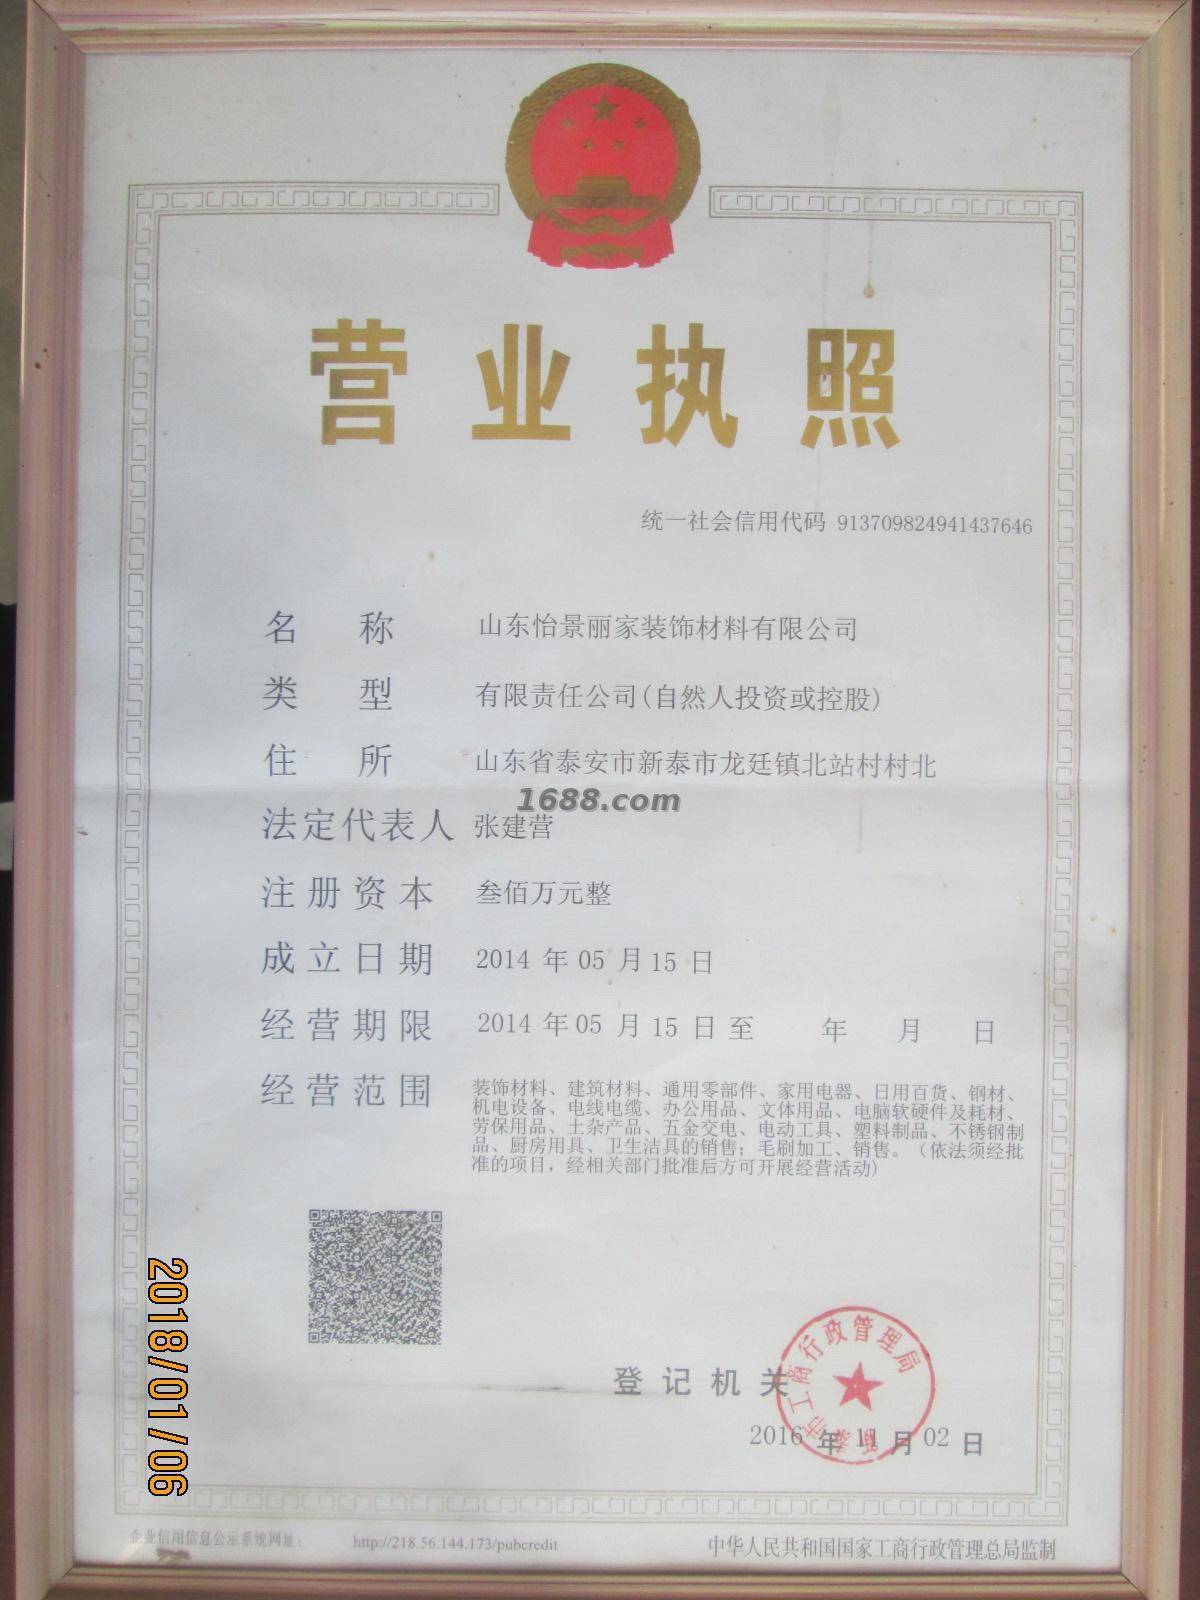 营业执照
统一社会信用代码 913709824941437646
名称 山东怡景丽家装饰材料有限公司
类型 有限责任公司(自然人投资或控股)
住所 山东省泰安市新泰市龙廷镇北站村村北
1688.com
法定代表人 张建营
注册资本 叁佰万元整
成立日期 2014 年 05 月 15 日
经营期限 2014 年 05 月 15 日 至 年 月 日
经营范围 装饰材料、建筑材料、通用零部件、家用电器、日用百货、钢材、
机电设备、电线电缆、办公用品、文体用品、电脑软硬件及耗材、
劳保用品、土杂产品、五金交电、电动工具、塑料制品、不锈钢制
品、厨房用具、卫生洁具的销售；毛刷加工、销售。（依法须经批
准的项目，经相关部门批准后方可开展经营活动）
2018/01/06
新泰市工商行政管理局
登记机关
2016 年 11 月 02 日
企业信用信息公示系统网址： http://218.56.144.173/pubcredit 中华人民共和国国家工商行政管理总局监制